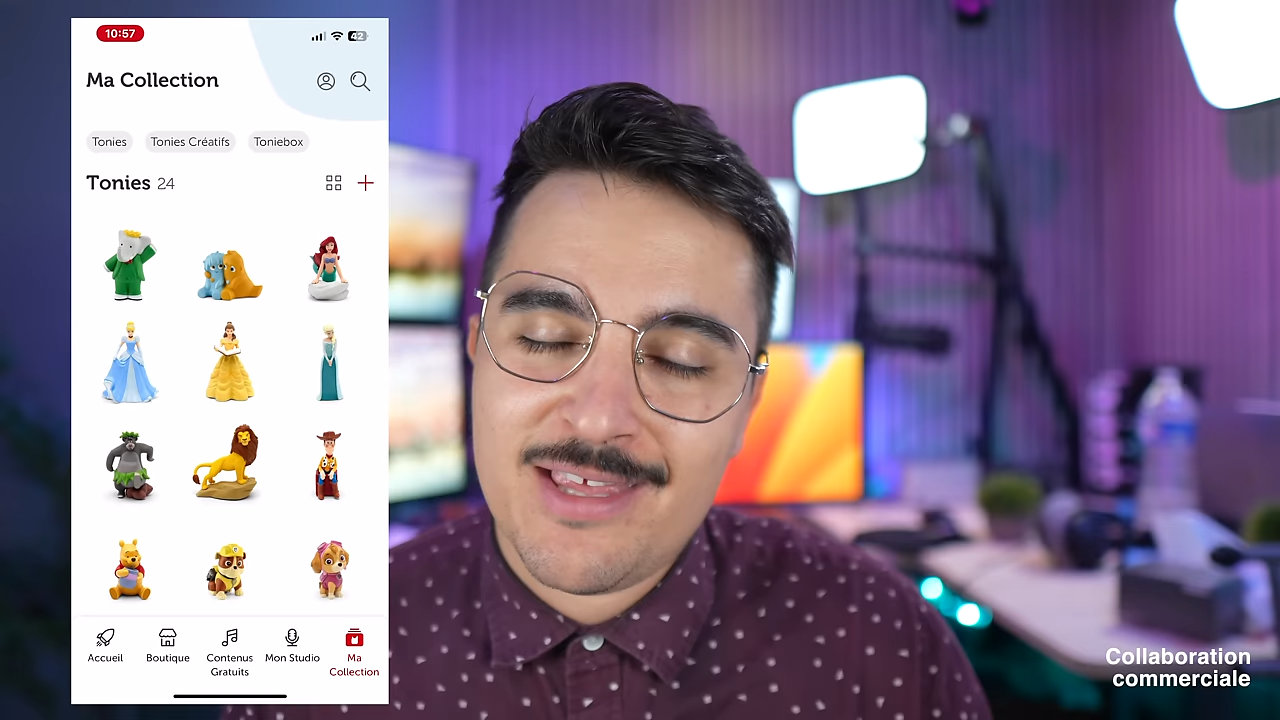 10:57
42
Ma Collection
Tonies
Tonies Créatifs
Toniebox
Tonies 24
Accueil
Boutique
Contenus
Gratuits
Mon Studio
Ma
Collection
Collaboration
commerciale